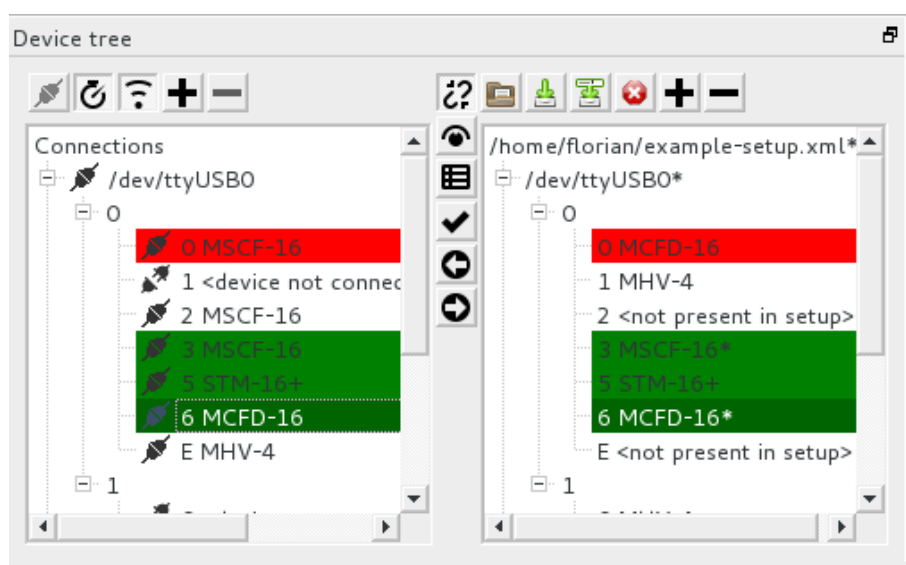 Device tree
¿?
Connections
/dev/ttyUSB0
0
0 MSCF-16
1 <device not connec
2 MSCF-16
3 MSCF-16
5 STM-16+
6 MCFD-16
E MHV-4
1
/home/florian/example-setup.xml*
/dev/ttyUSB0*
0
0 MCFD-16
1 MHV-4
2 <not present in setup>
3 MSCF-16*
5 STM-16+
6 MCFD-16*
E <not present in setup>
1